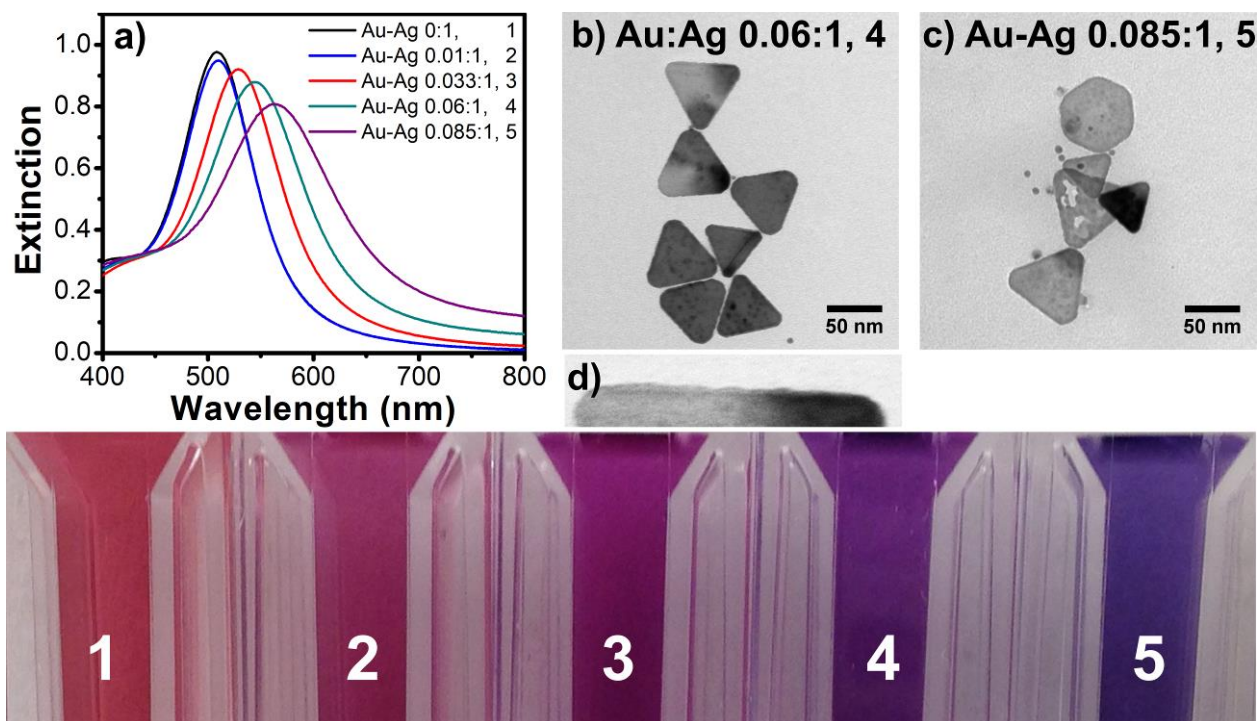 a)
Au-Ag 0:1, 1
Au-Ag 0.01:1, 2
Au-Ag 0.033:1, 3
Au-Ag 0.06:1, 4
Au-Ag 0.085:1, 5
1.0
0.8
0.6
0.4
0.2
0.0
Extinction
400 500 600 700 800
Wavelength (nm)
b) Au:Ag 0.06:1, 4
50 nm
c) Au-Ag 0.085:1, 5
50 nm
d)
1 2 3 4 5